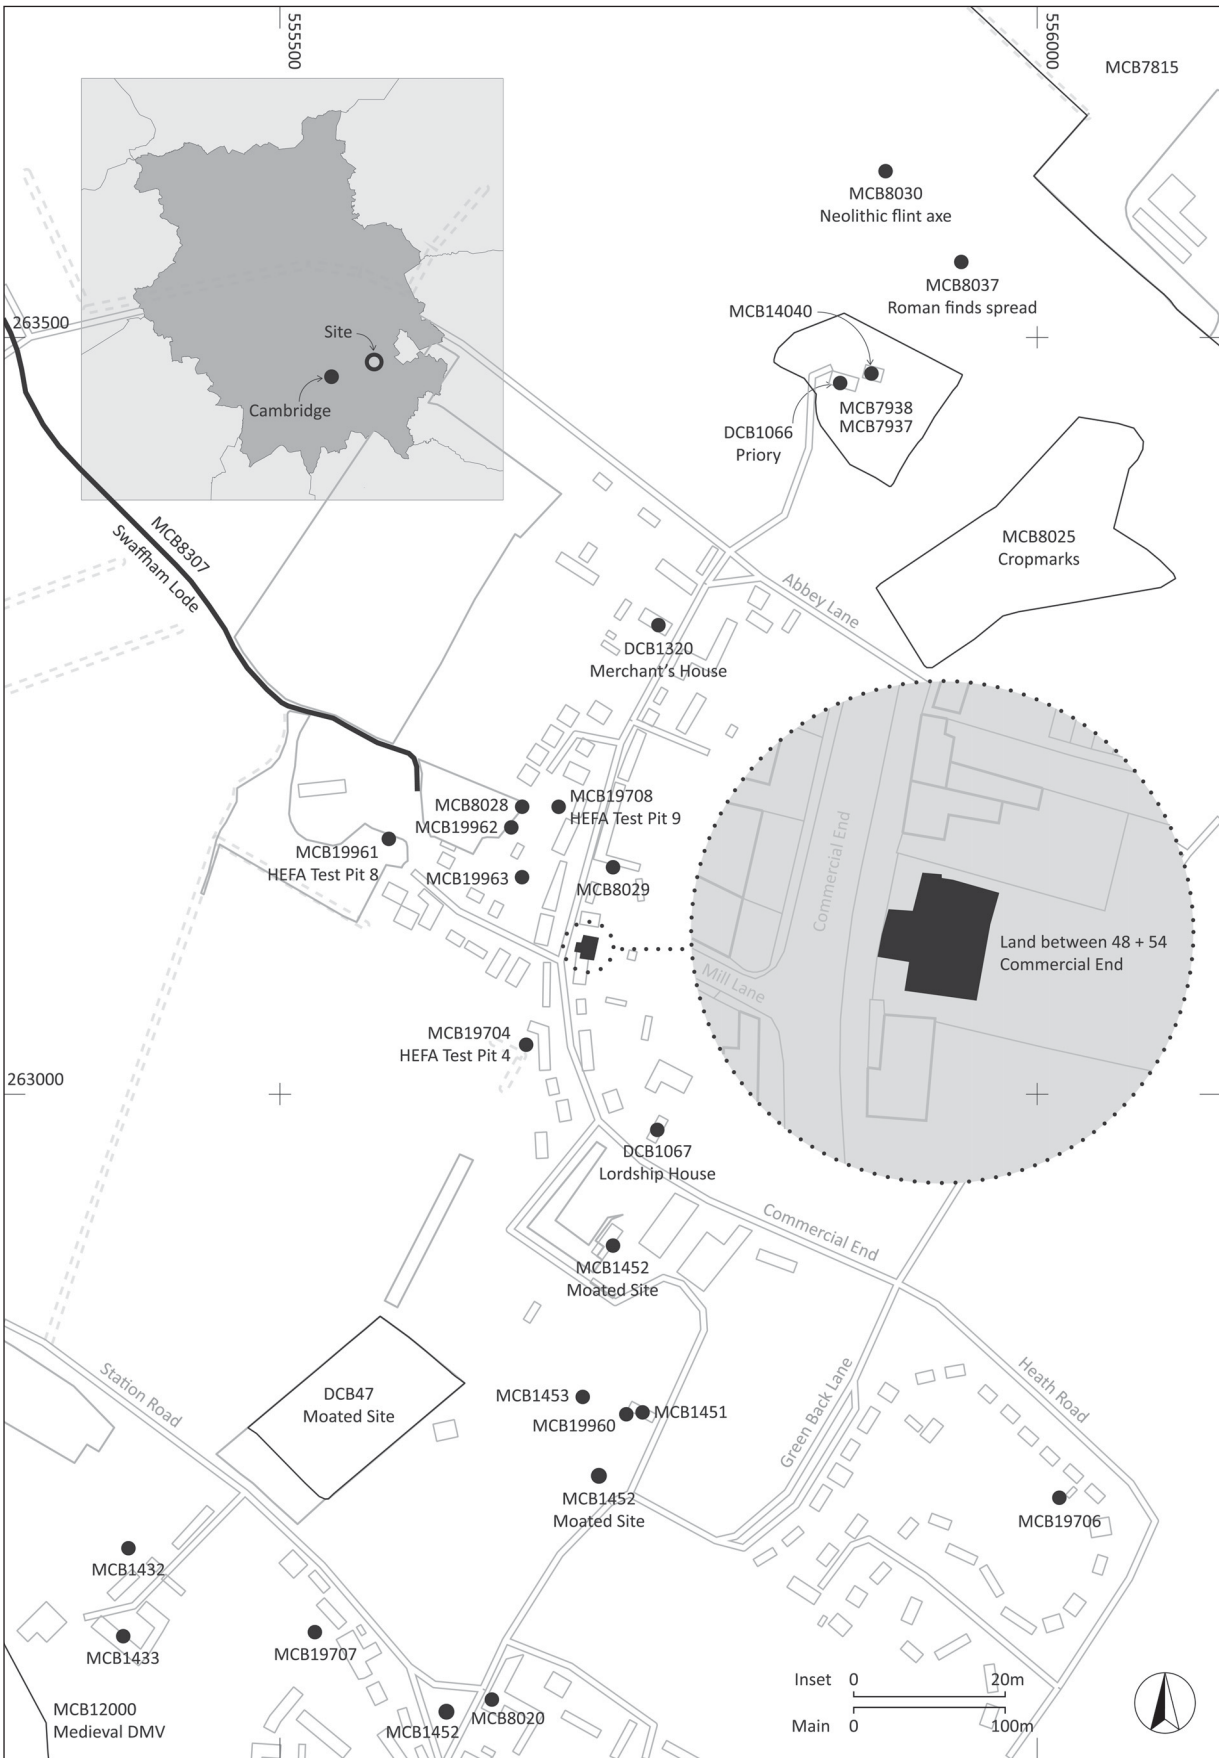 555500
556000
MCB7815
MCB8030
Neolithic flint axe
MCB8037
Roman finds spread
MCB14040
263500
Site
Cambridge
MCB7938
MCB7937
DCB1066
Priory
MCB8307
Swaffham Lode
MCB8025
Cropmarks
Abbey Lane
DCB1320
Merchant's House
MCB8028
MCB19708
HEFA Test Pit 9
MCB19962
MCB19961
HEFA Test Pit 8
MCB19963
MCB8029
Commercial End
Land between 48 + 54
Commercial End
Mill Lane
MCB19704
HEFA Test Pit 4
263000
DCB1067
Lordship House
Commercial End
MCB1452
Moated Site
Station Road
DCB47
Moated Site
MCB1453
MCB19960
MCB1451
Green Back Lane
Heath Road
MCB1452
Moated Site
MCB19706
MCB1432
MCB1433
MCB19707
MCB12000
Medieval DMV
MCB1452
MCB8020
Inset 0 20m
Main 0 100m